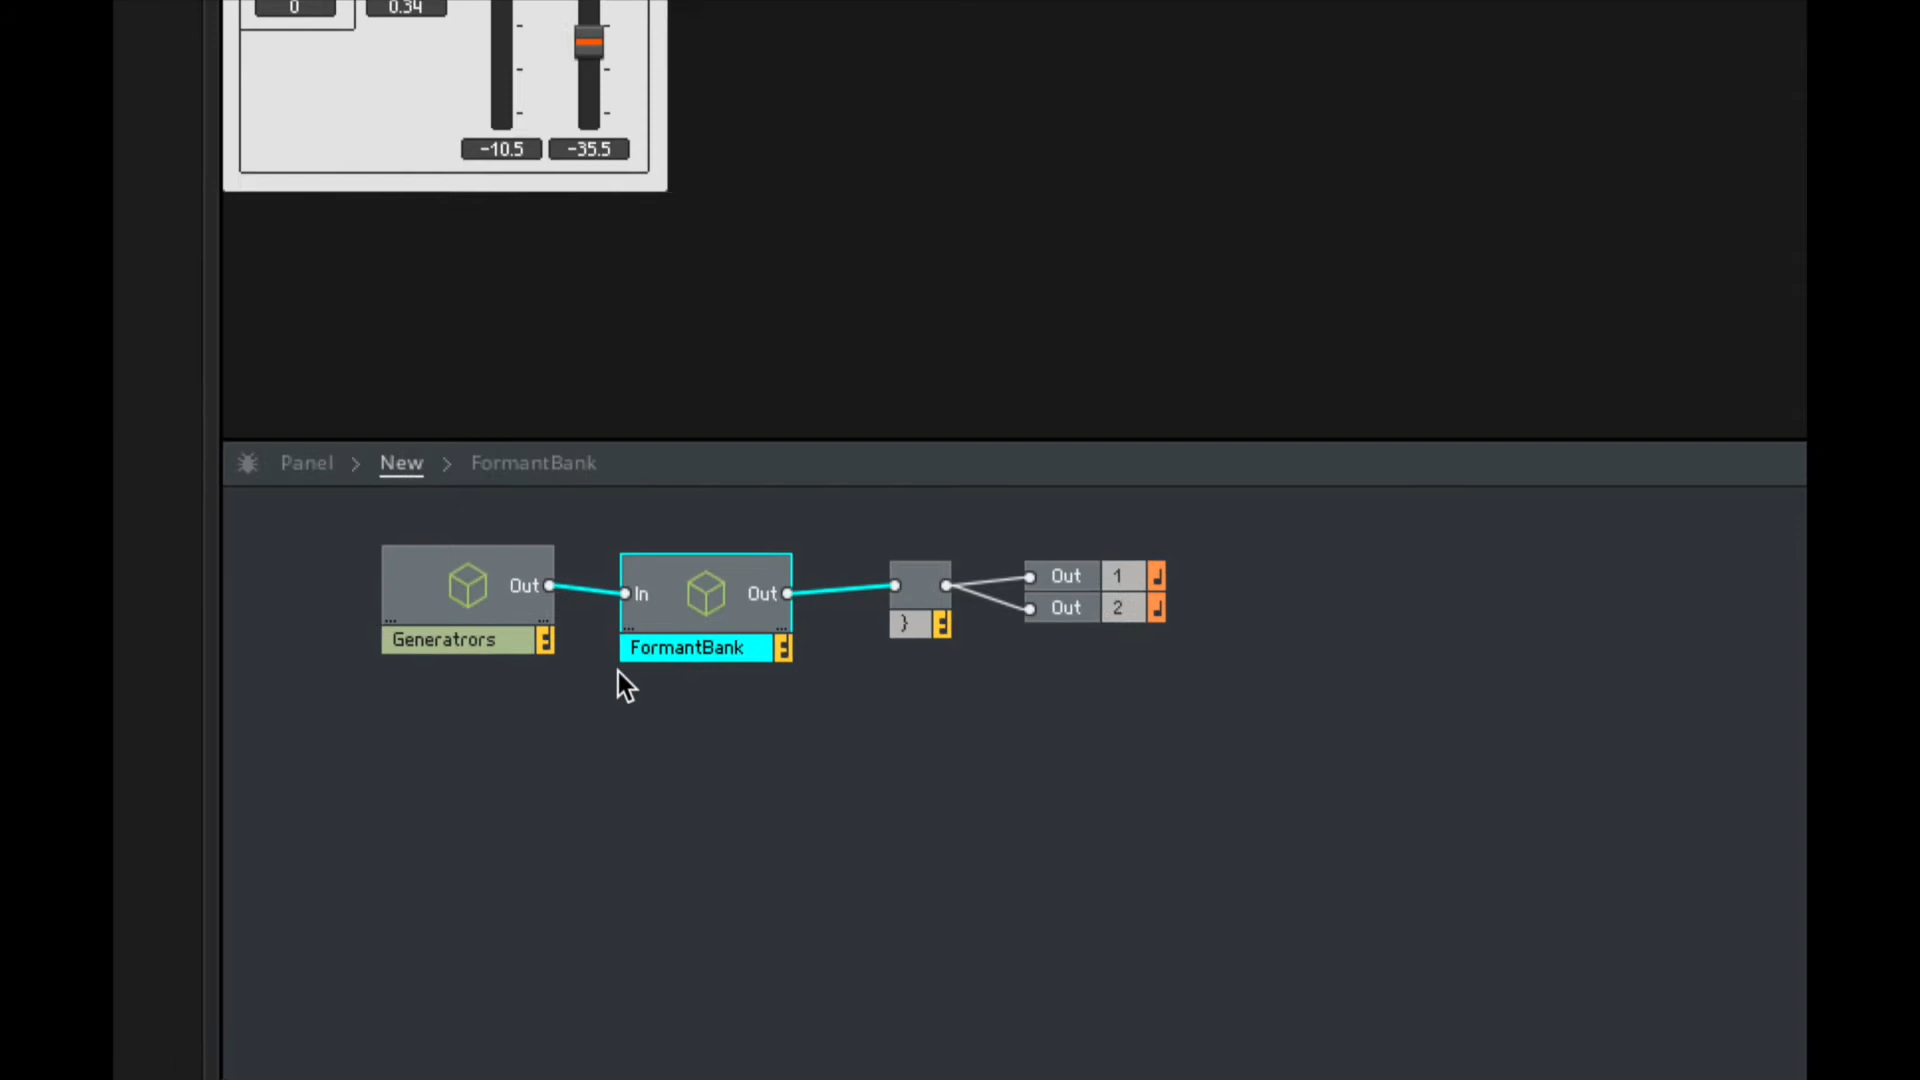 0 0.34
-10.5 -35.5
Panel > New > FormantBank
Out In Out Out 1
Out 2
Generatrors FormantBank }